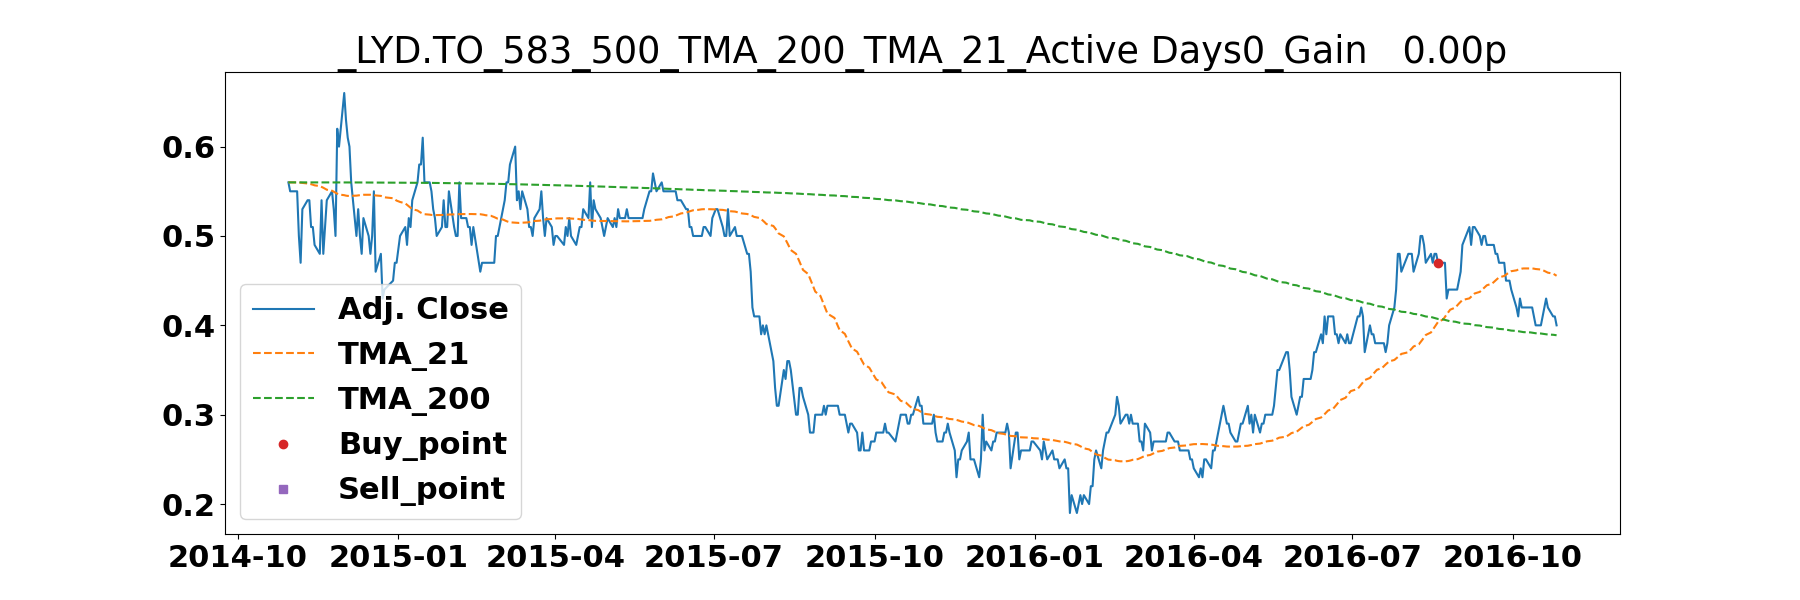 _LYD.TO_583_500_TMA_200_TMA_21_Active Days0_Gain   0.00p
0.6
0.5
0.4
0.3
0.2
Adj. Close
TMA_21
TMA_200
Buy_point
Sell_point
2014-10 2015-01 2015-04 2015-07 2015-10 2016-01 2016-04 2016-07 2016-10